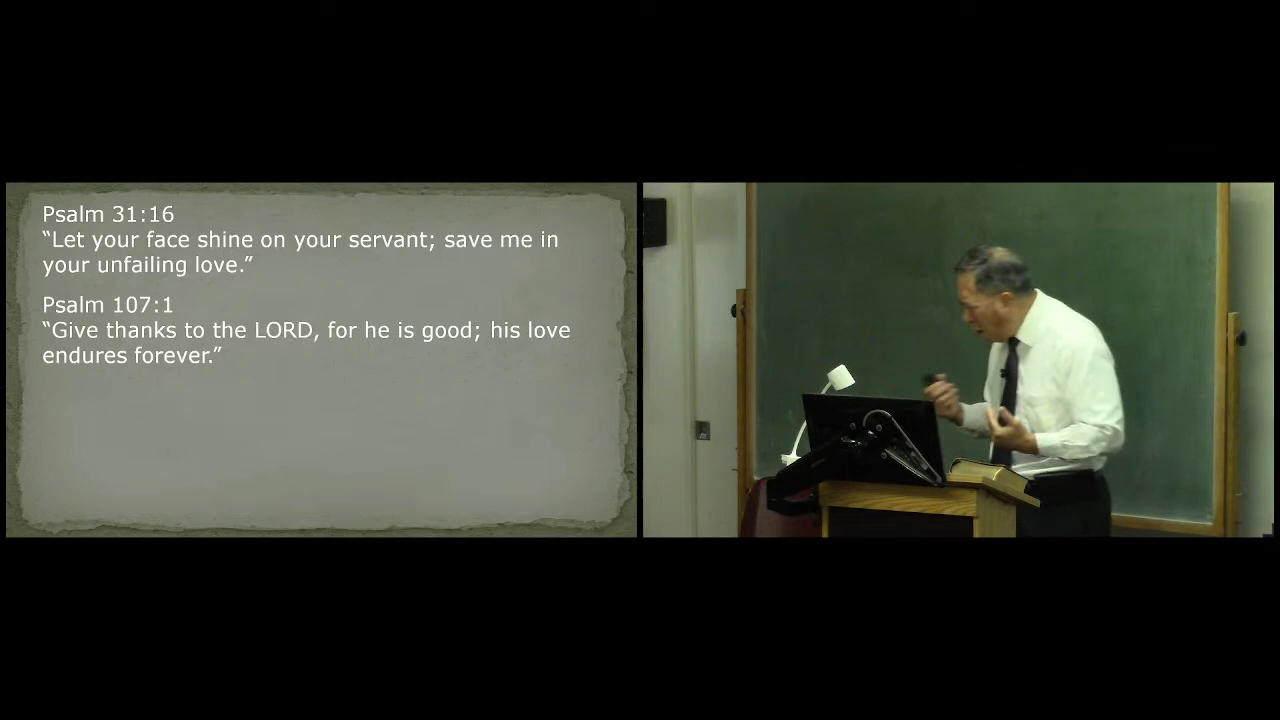 Psalm 31:16
“Let your face shine on your servant; save me in
your unfailing love.”
Psalm 107:1
“Give thanks to the LORD, for he is good; his love
endures forever.”